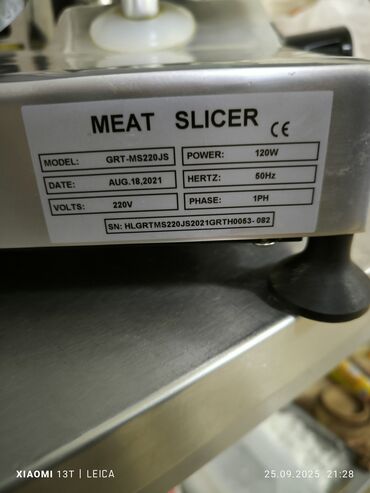 MEAT SLICER CE
MODEL: GRT-MS220JS POWER: 120W
DATE: AUG.18,2021 HERTZ: 50Hz
VOLTS: 220V PHASE: 1PH
SN: HLGRTMS220JS2021GRTH0053-082
XIAOMI 13T | LEICA 25.09.2025 21:28